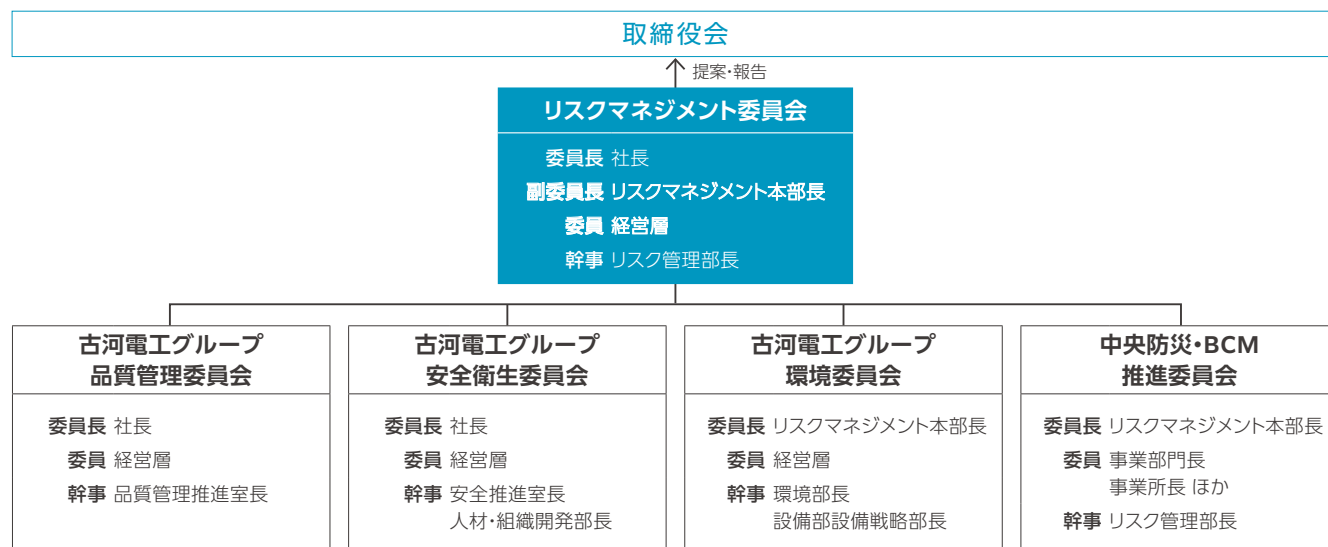 取締役会
提案・報告
リスクマネジメント委員会
委員長 社長
副委員長 リスクマネジメント本部長
委員 経営層
幹事 リスク管理部長
古河電工グループ
品質管理委員会
委員長 社長
委員 経営層
幹事 品質管理推進室長
古河電工グループ
安全衛生委員会
委員長 社長
委員 経営層
幹事 安全推進室長
人材・組織開発部長
古河電工グループ
環境委員会
委員長 リスクマネジメント本部長
委員 経営層
幹事 環境部長
設備部設備戦略部長
中央防災・BCM
推進委員会
委員長 リスクマネジメント本部長
委員 事業部門長
事業所長 ほか
幹事 リスク管理部長